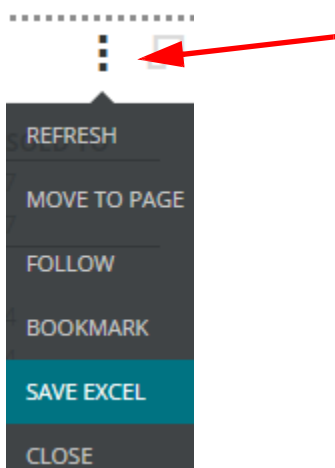 REFRESH
MOVE TO PAGE
FOLLOW
BOOKMARK
SAVE EXCEL
CLOSE